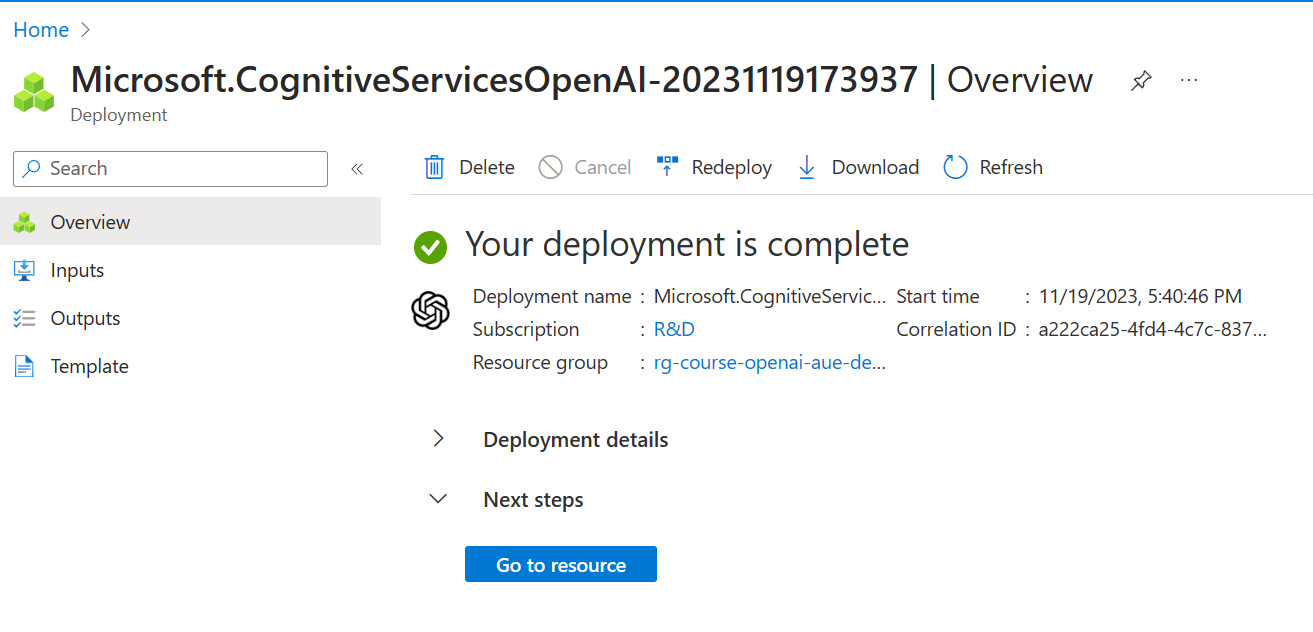 Home
Microsoft.CognitiveServicesOpenAI-20231119173937 | Overview
Deployment
Search
Overview
Inputs
Outputs
Template
Delete Cancel Redeploy Download Refresh
Your deployment is complete
Deployment name : Microsoft.CognitiveServic... Start time : 11/19/2023, 5:40:46 PM
Subscription : R&D Correlation ID : a222ca25-4fd4-4c7c-837...
Resource group : rg-course-openai-aue-de...
Deployment details
Next steps
Go to resource